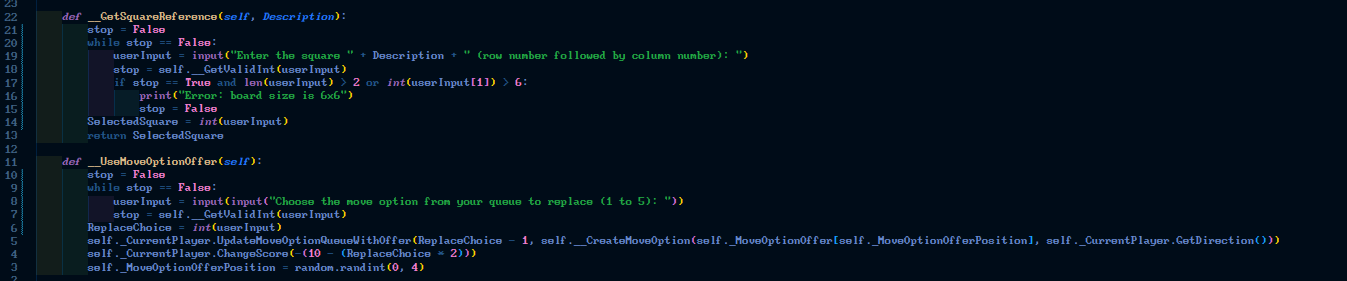 23
22 def __GetSquareReference(self, Description):
21 stop = False
20 while stop == False:
19 userInput = input("Enter the square " + Description + " (row number followed by column number): ")
18 stop = self.__GetValidInt(userInput)
17 if stop == True and len(userInput) > 2 or int(userInput[1]) > 6:
16 print("Error: board size is 6x6")
15 stop = False
14 SelectedSquare = int(userInput)
13 return SelectedSquare
12
11 def __UseMoveOptionOffer(self):
10 stop = False
9 while stop == False:
8 userInput = input(input("Choose the move option from your queue to replace (1 to 5): "))
7 stop = self.__GetValidInt(userInput)
6 ReplaceChoice = int(userInput)
5 self._CurrentPlayer.UpdateMoveOptionQueueWithOffer(ReplaceChoice - 1, self.__CreateMoveOption(self._MoveOptionOffer[self._MoveOptionOfferPosition], self._CurrentPlayer.GetDirection()))
4 self._CurrentPlayer.ChangeScore(-(10 - (ReplaceChoice * 2)))
3 self._MoveOptionOfferPosition = random.randint(0, 4)
2